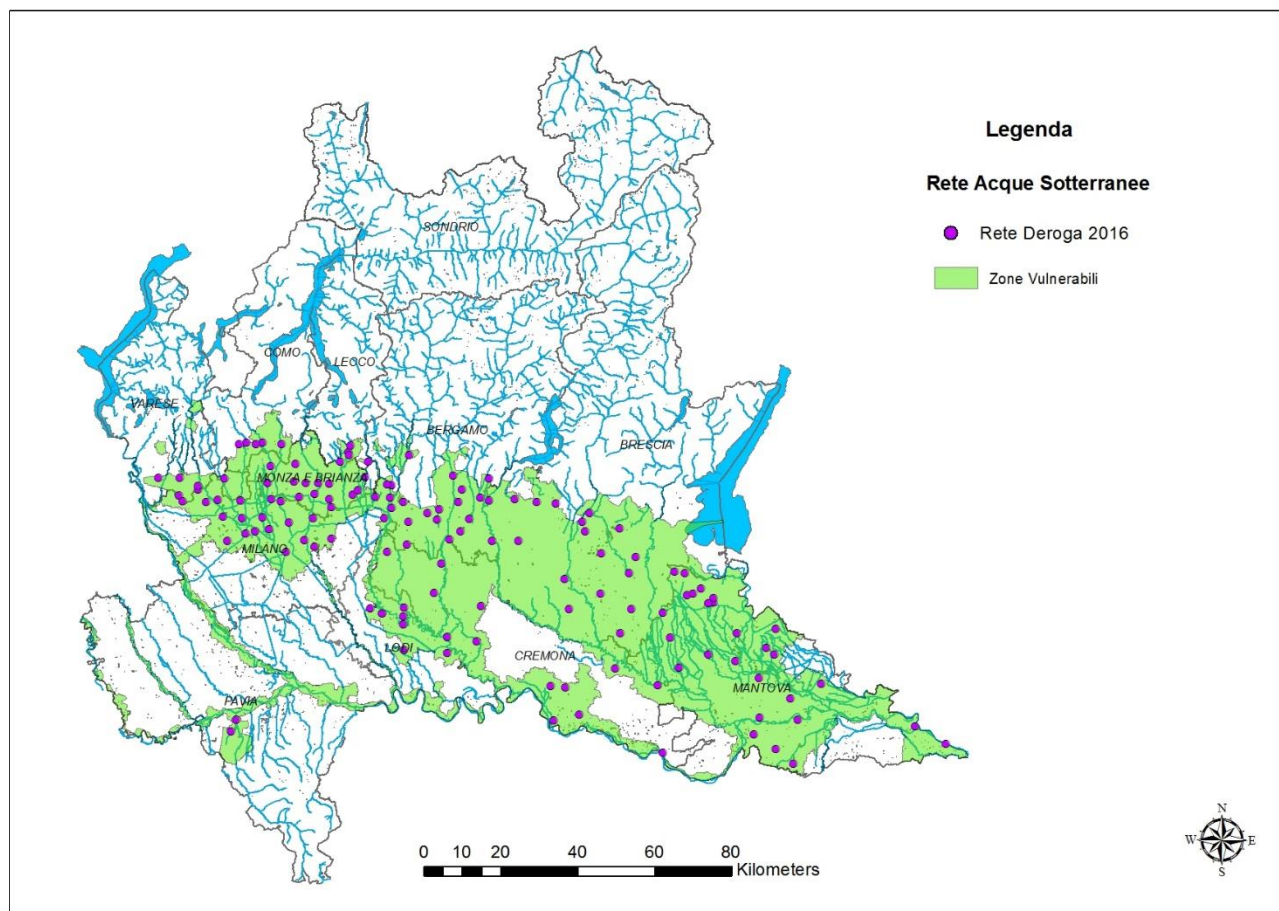 Legenda
Rete Acque Sotterranee
Rete Deroga 2016
Zone Vulnerabili
SONDRIO
COMO
LECCO
VARESE
BERGAMO
BRESCIA
MONZA E BRIANZA
MILANO
LODI
CREMONA
MANTOVA
PAVIA
0 10 20 40 60 80
Kilometers
N
W E
S